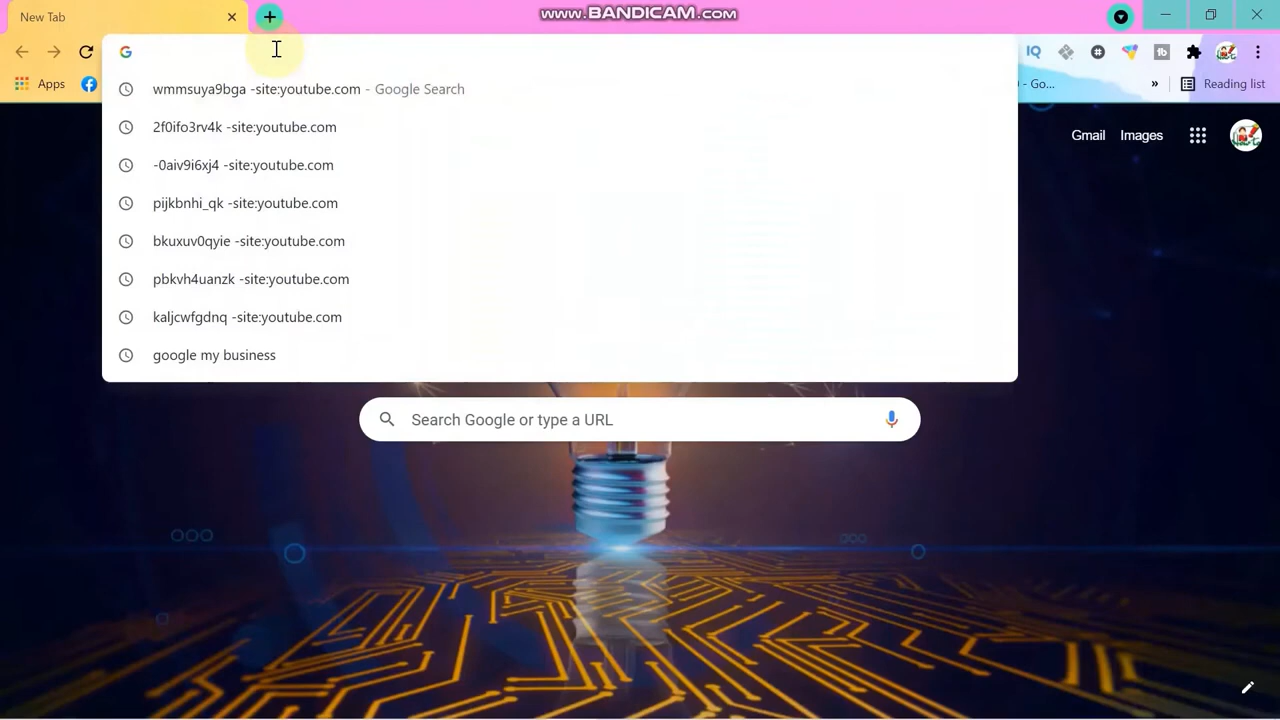 New Tab
www.BANDICAM.com
wmmsuya9bga -site:youtube.com - Google Search
2f0ifo3rv4k -site:youtube.com
-0aiv9i6xj4 -site:youtube.com
pijkbnhi_qk -site:youtube.com
bkuxuv0qyie -site:youtube.com
pbkvh4uanzk -site:youtube.com
kaljcwfgdnq -site:youtube.com
google my business
Apps
- Go...
»
Reading list
Gmail
Images
Search Google or type a URL